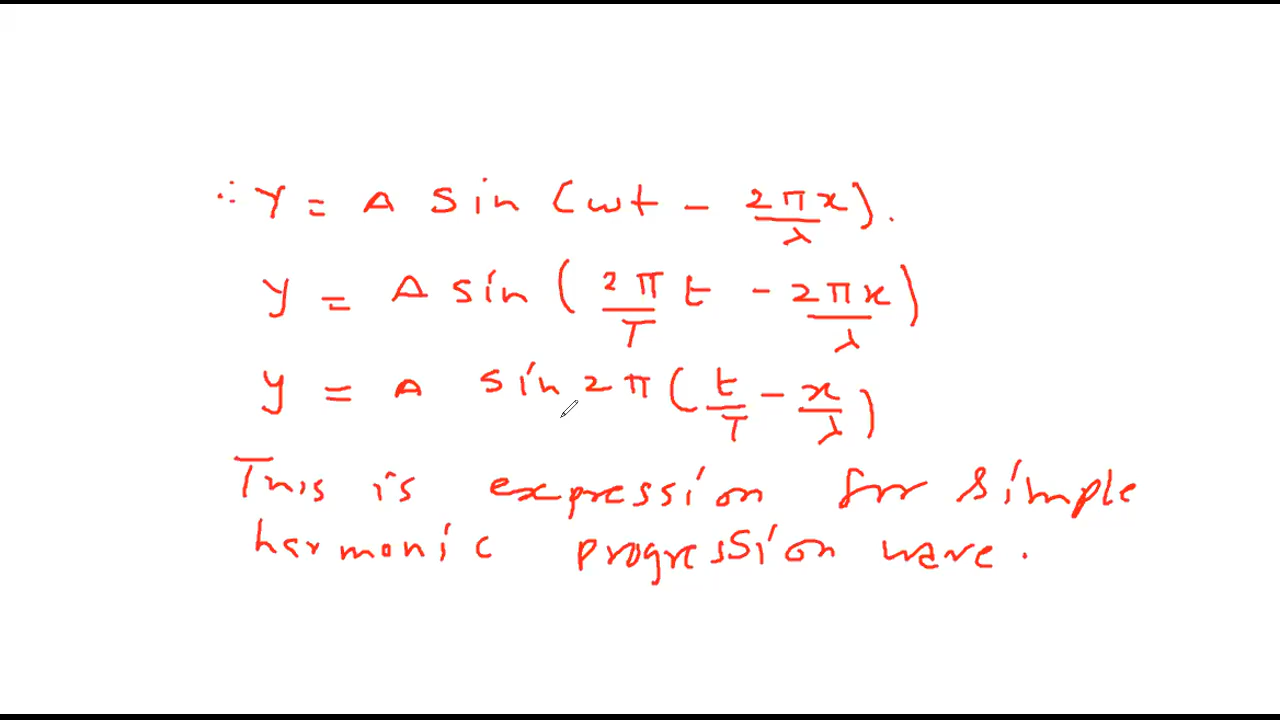 ∴ Y = A sin (ωt - 2πx/λ).
y = A sin (2π/T t - 2πx/λ)
y = A sin 2π (t/T - x/λ)
This is expression for simple
harmonic progression wave.